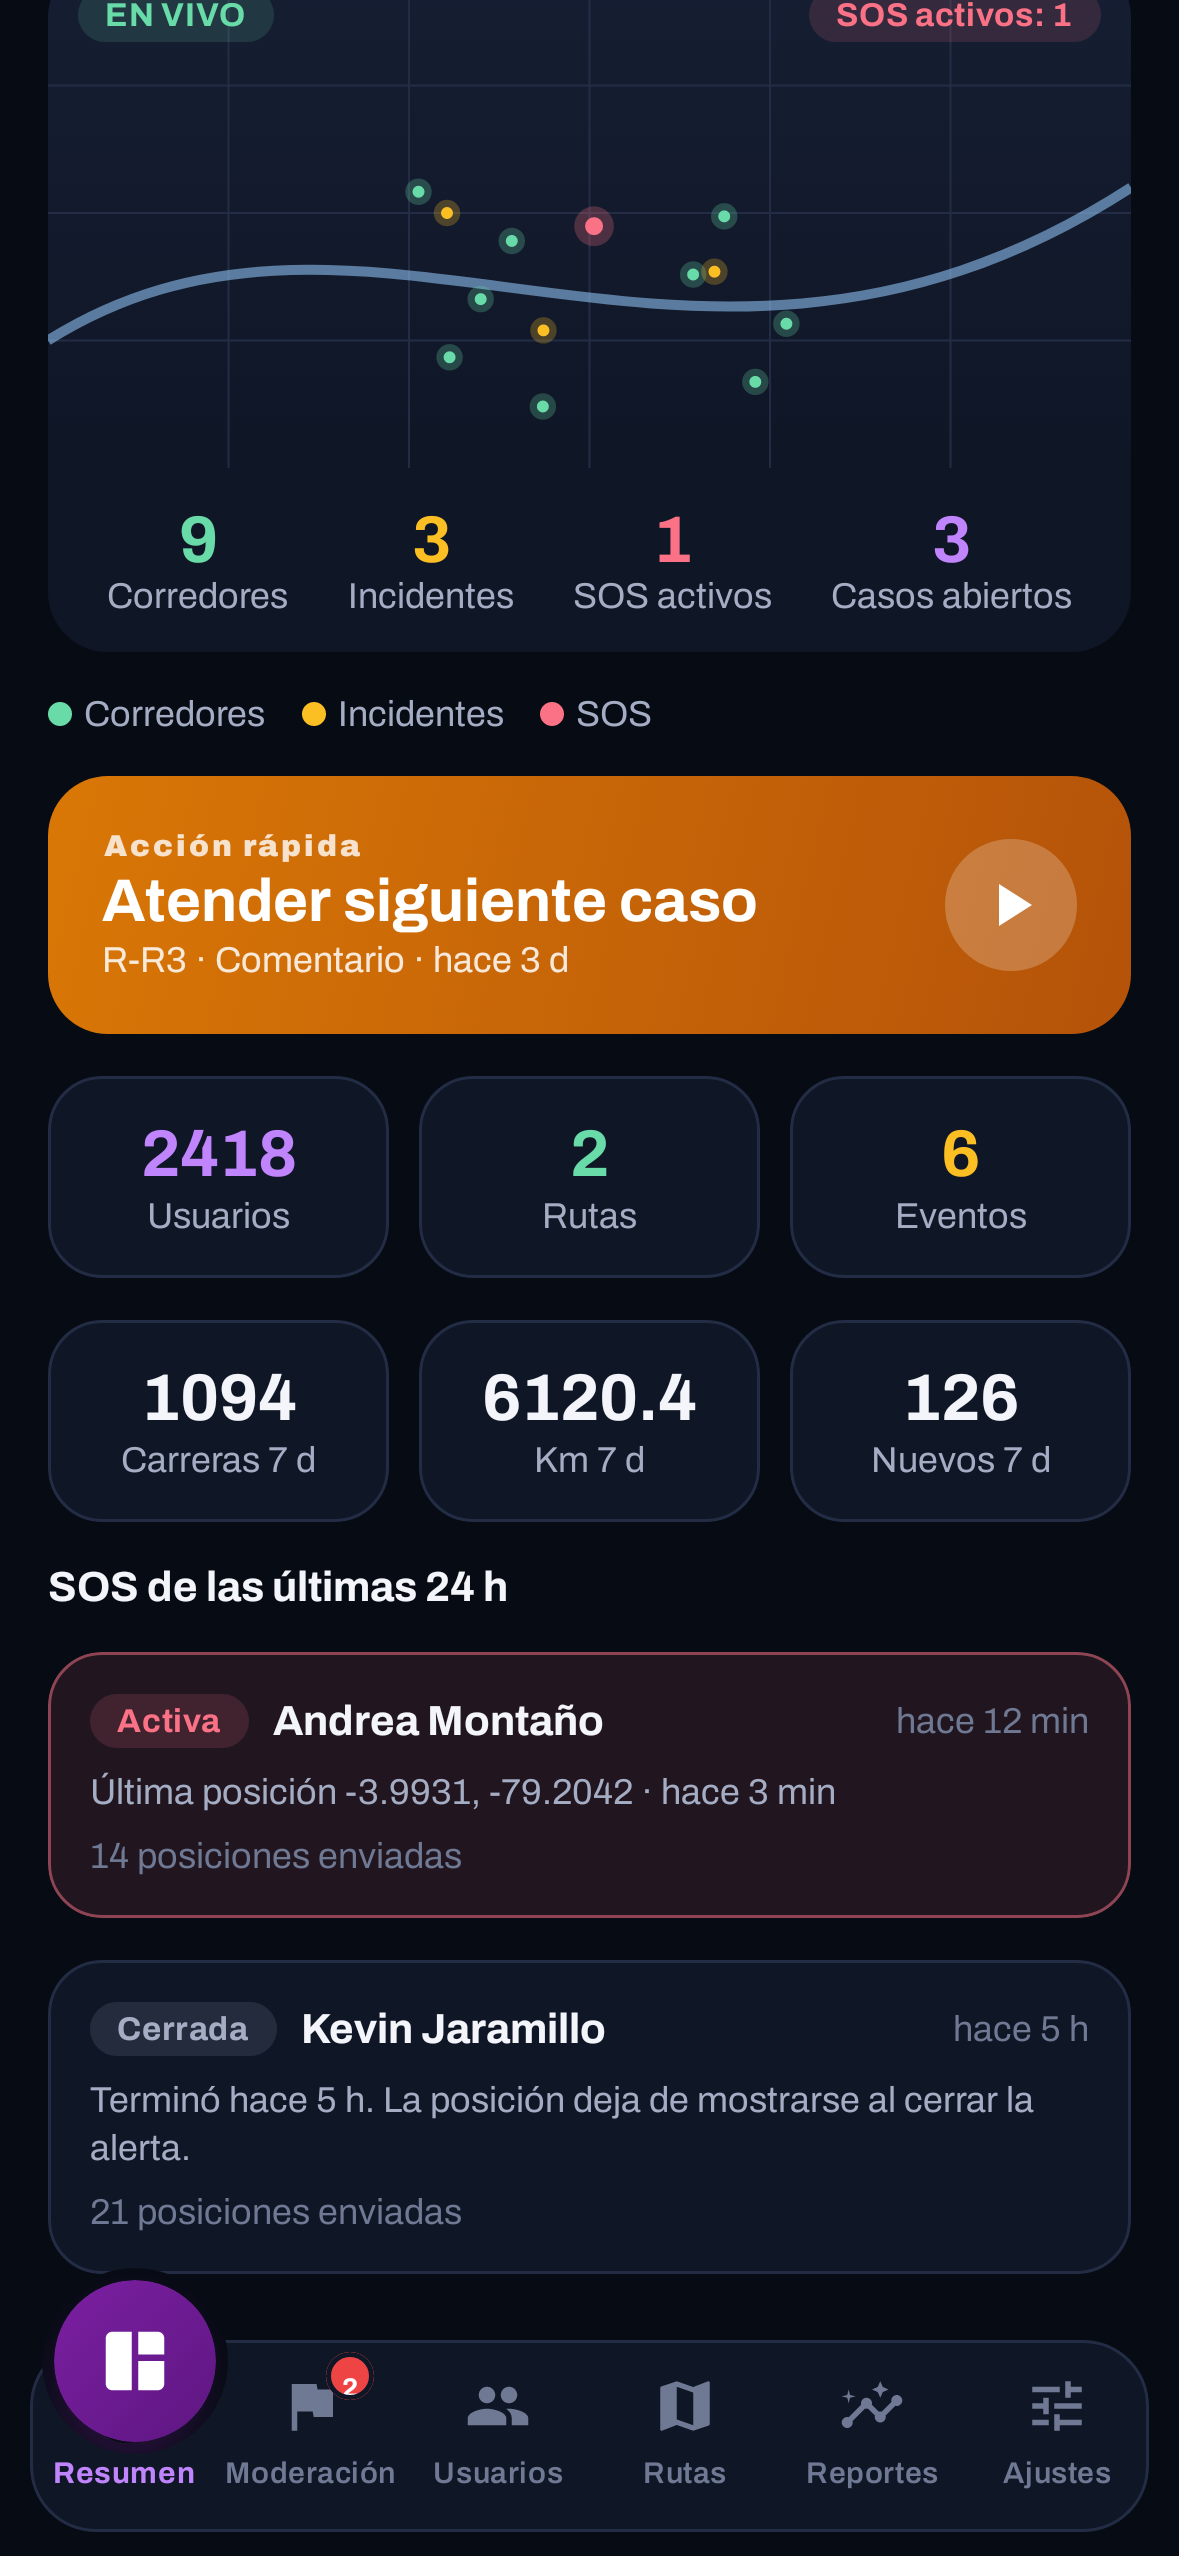 EN VIVO
SOS activos: 1
9
Corredores
3
Incidentes
1
SOS activos
3
Casos abiertos
Corredores
Incidentes
SOS
Acción rápida
Atender siguiente caso
R-R3 · Comentario · hace 3 d
2418
Usuarios
2
Rutas
6
Eventos
1094
Carreras 7 d
6120.4
Km 7 d
126
Nuevos 7 d
SOS de las últimas 24 h
Activa
Andrea Montaño
hace 12 min
Última posición -3.9931, -79.2042 · hace 3 min
14 posiciones enviadas
Cerrada
Kevin Jaramillo
hace 5 h
Terminó hace 5 h. La posición deja de mostrarse al cerrar la
alerta.
21 posiciones enviadas
2
Resumen
Moderación
Usuarios
Rutas
Reportes
Ajustes